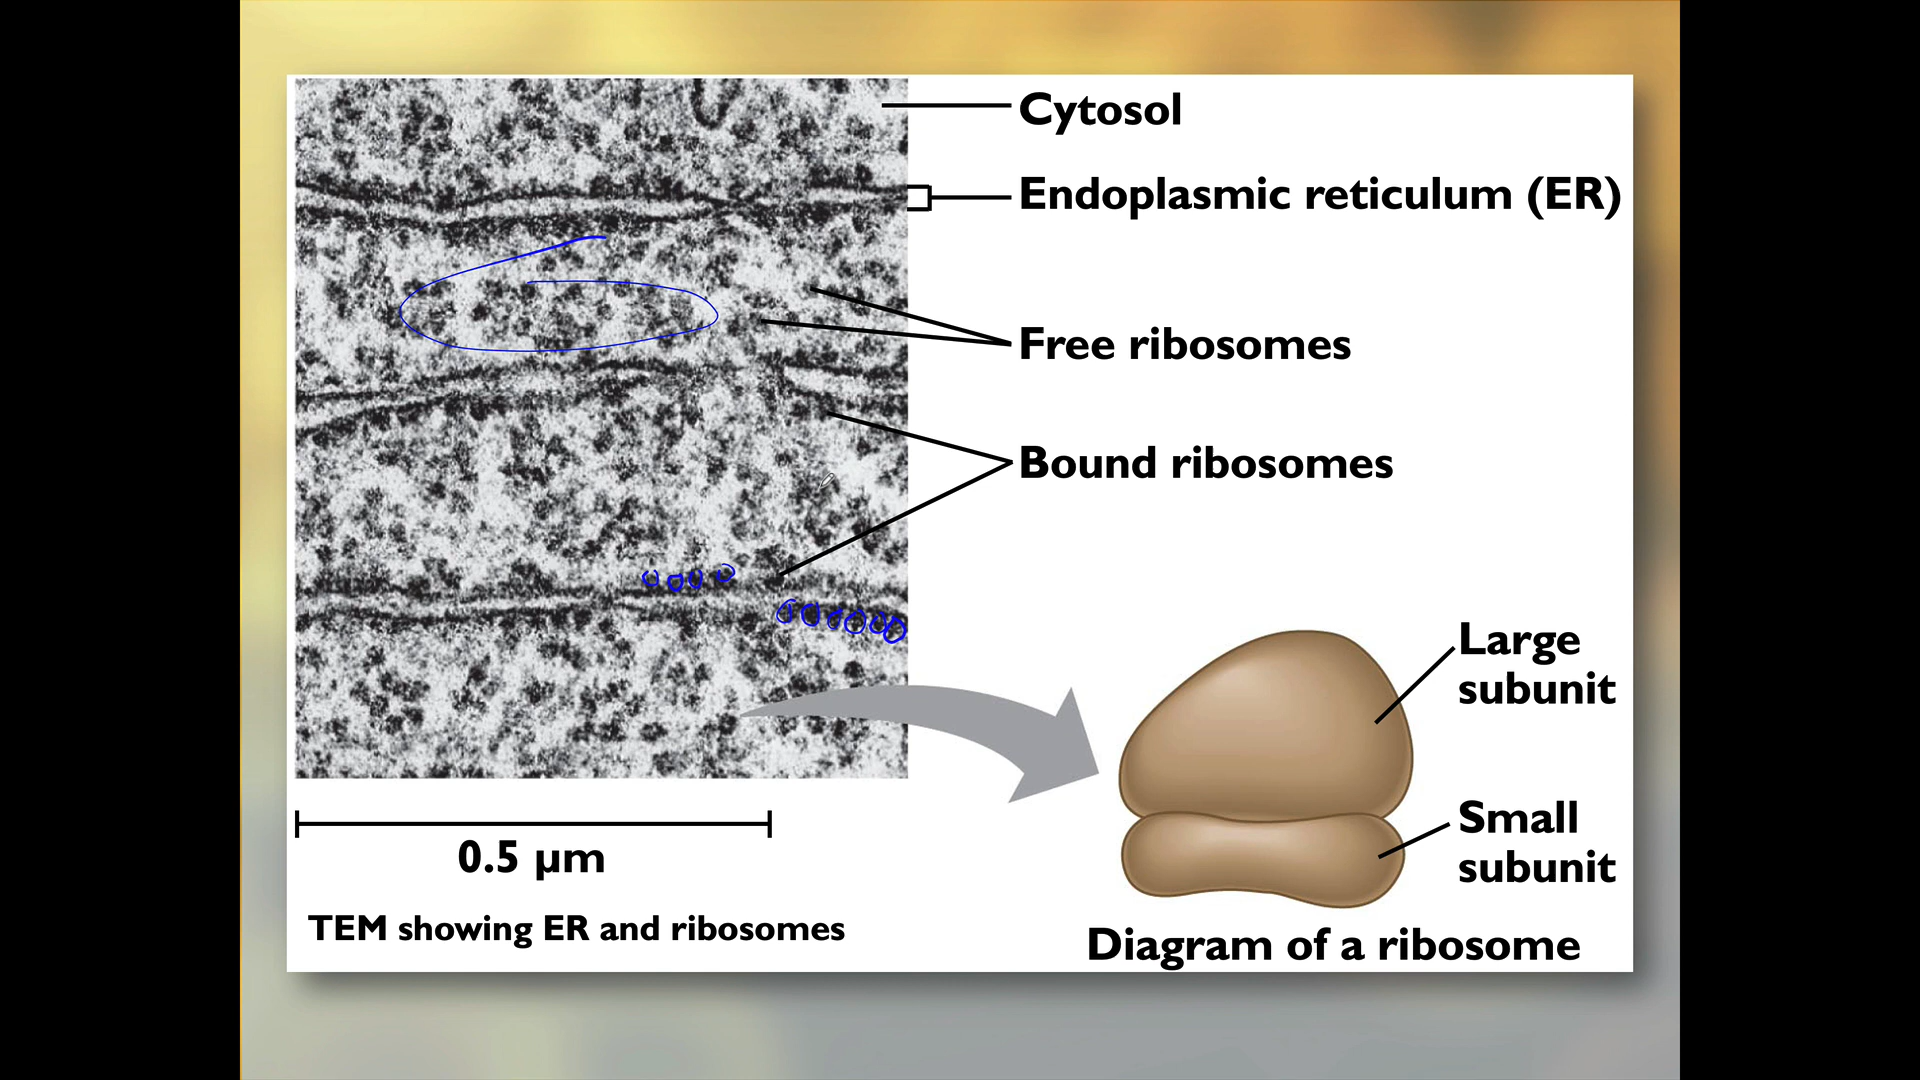 Cytosol
Endoplasmic reticulum (ER)
Free ribosomes
Bound ribosomes
Large
subunit
Small
subunit
0.5 µm
TEM showing ER and ribosomes
Diagram of a ribosome